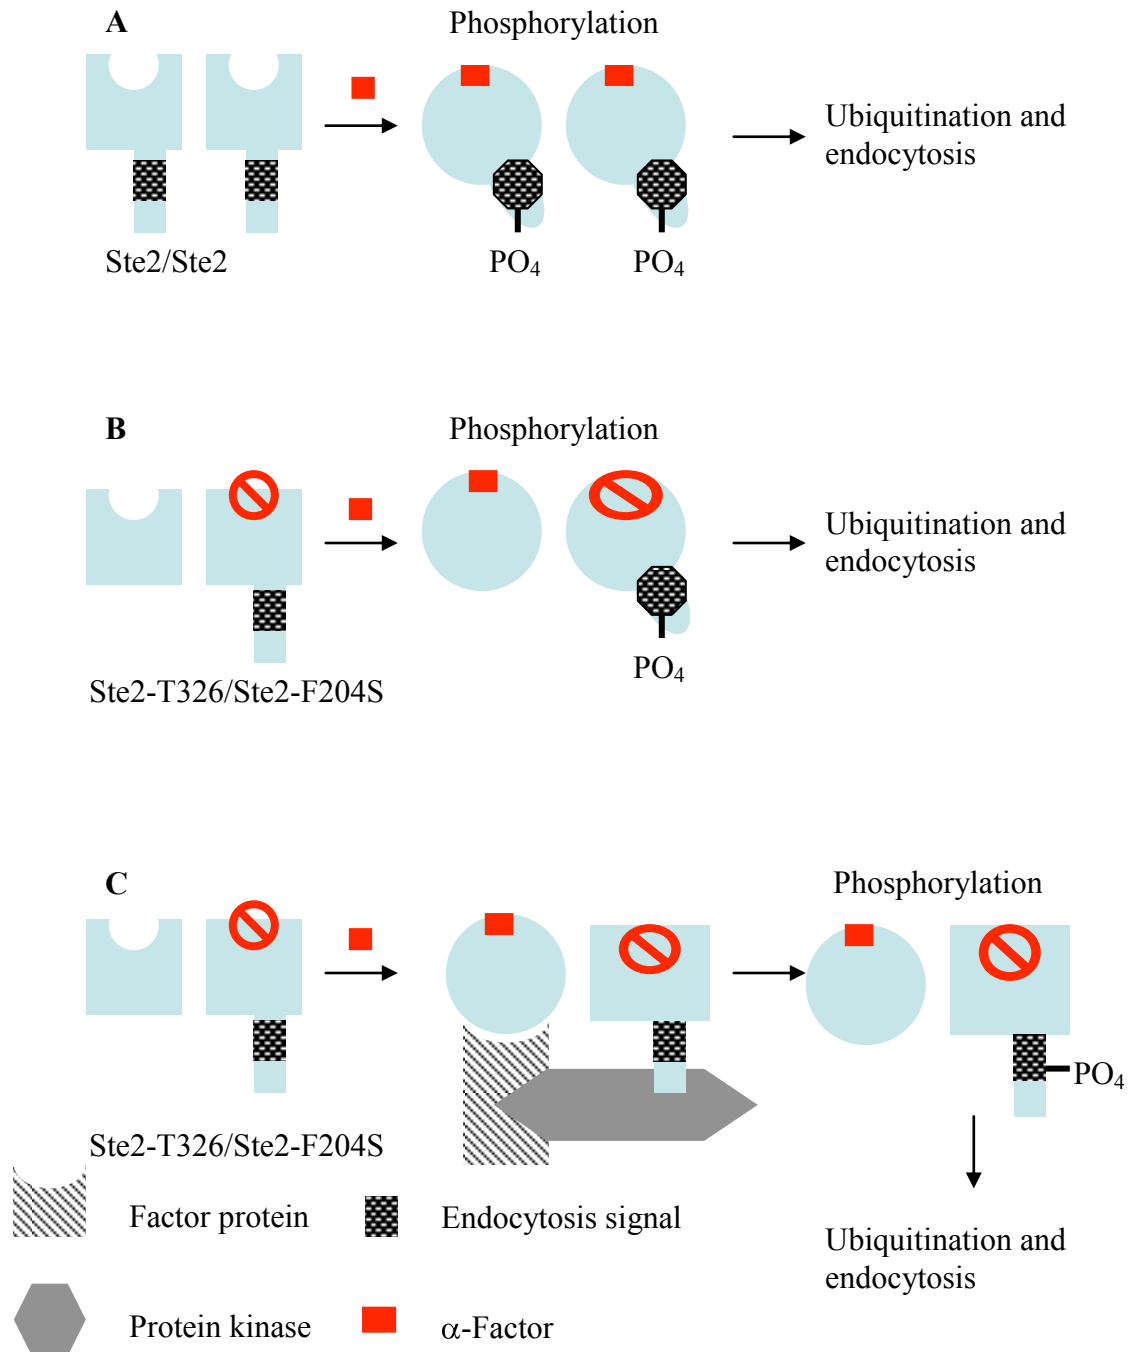 A
Phosphorylation
Ubiquitination and
endocytosis
Ste2/Ste2
PO₄
PO₄
B
Phosphorylation
Ubiquitination and
endocytosis
Ste2-T326/Ste2-F204S
PO₄
C
Phosphorylation
PO₄
Ste2-T326/Ste2-F204S
Factor protein
Endocytosis signal
Ubiquitination and
endocytosis
Protein kinase
α-Factor